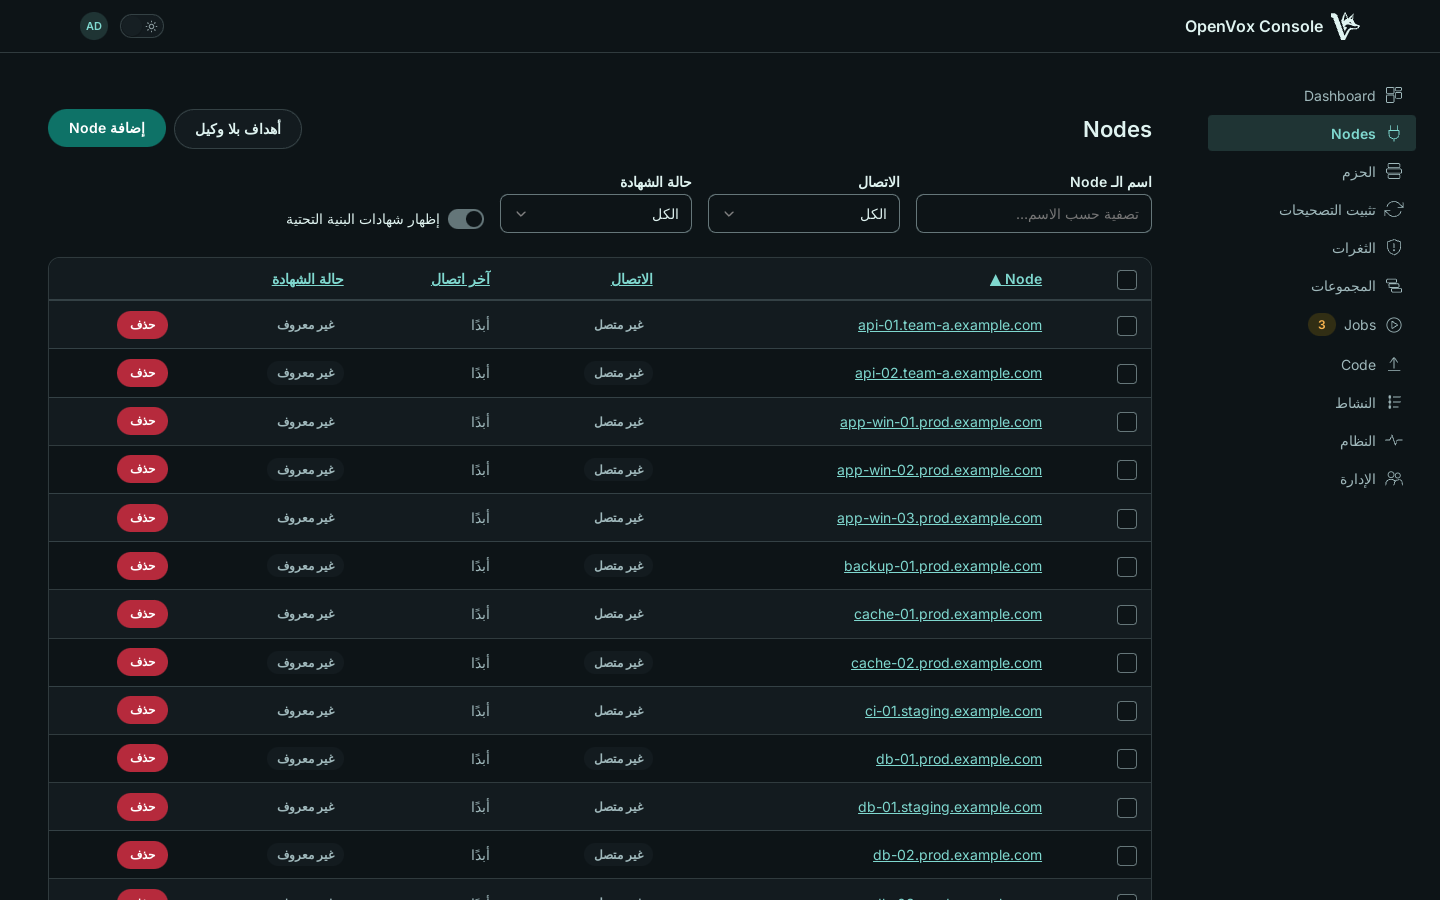 OpenVox Console
AD
Dashboard
Nodes
الحزم
تثبيت التصحيحات
الثغرات
المجموعات
Jobs 3
Code
النشاط
النظام
الإدارة
Nodes
أهداف بلا وكيل
إضافة Node
اسم الـ Node
تصفية حسب الاسم...
الاتصال
الكل
حالة الشهادة
الكل
إظهار شهادات البنية التحتية
Node ▲ الاتصال آخر اتصال حالة الشهادة
api-01.team-a.example.com غير متصل أبدًا غير معروف حذف
api-02.team-a.example.com غير متصل أبدًا غير معروف حذف
app-win-01.prod.example.com غير متصل أبدًا غير معروف حذف
app-win-02.prod.example.com غير متصل أبدًا غير معروف حذف
app-win-03.prod.example.com غير متصل أبدًا غير معروف حذف
backup-01.prod.example.com غير متصل أبدًا غير معروف حذف
cache-01.prod.example.com غير متصل أبدًا غير معروف حذف
cache-02.prod.example.com غير متصل أبدًا غير معروف حذف
ci-01.staging.example.com غير متصل أبدًا غير معروف حذف
db-01.prod.example.com غير متصل أبدًا غير معروف حذف
db-01.staging.example.com غير متصل أبدًا غير معروف حذف
db-02.prod.example.com غير متصل أبدًا غير معروف حذف